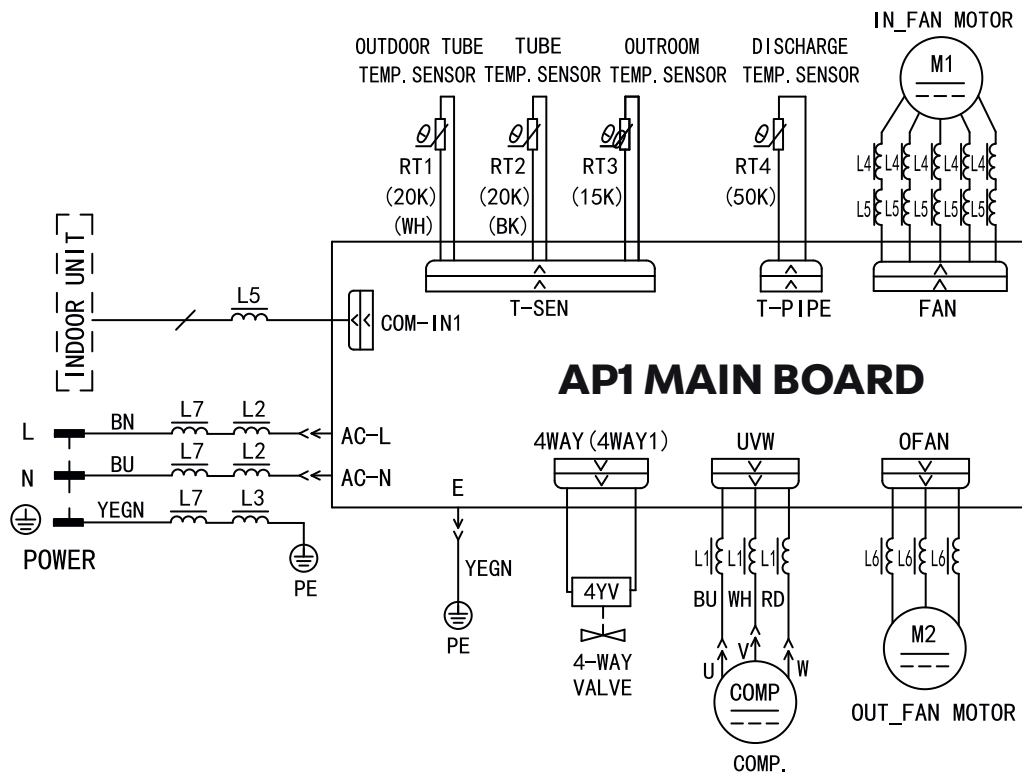 IN_FAN MOTOR
M1
OUTDOOR TUBE
TEMP. SENSOR
TUBE
TEMP. SENSOR
OUTROOM
TEMP. SENSOR
DISCHARGE
TEMP. SENSOR
RT1
(20K)
(WH)
RT2
(20K)
(BK)
RT3
(15K)
RT4
(50K)
L4 L4 L4 L4 L4
L5 L5 L5 L5 L5
T-SEN
T-PIPE
FAN
INDOOR UNIT
L5
COM-IN1
AP1 MAIN BOARD
L BN L7 L2 AC-L
N BU L7 L2 AC-N
YEGN L7 L3
POWER
PE
E
YEGN
PE
4WAY(4WAY1)
4YV
4-WAY
VALVE
UVW
L1 L1 L1
BU WH RD
U V W
COMP
COMP.
OFAN
L6 L6 L6
M2
OUT_FAN MOTOR